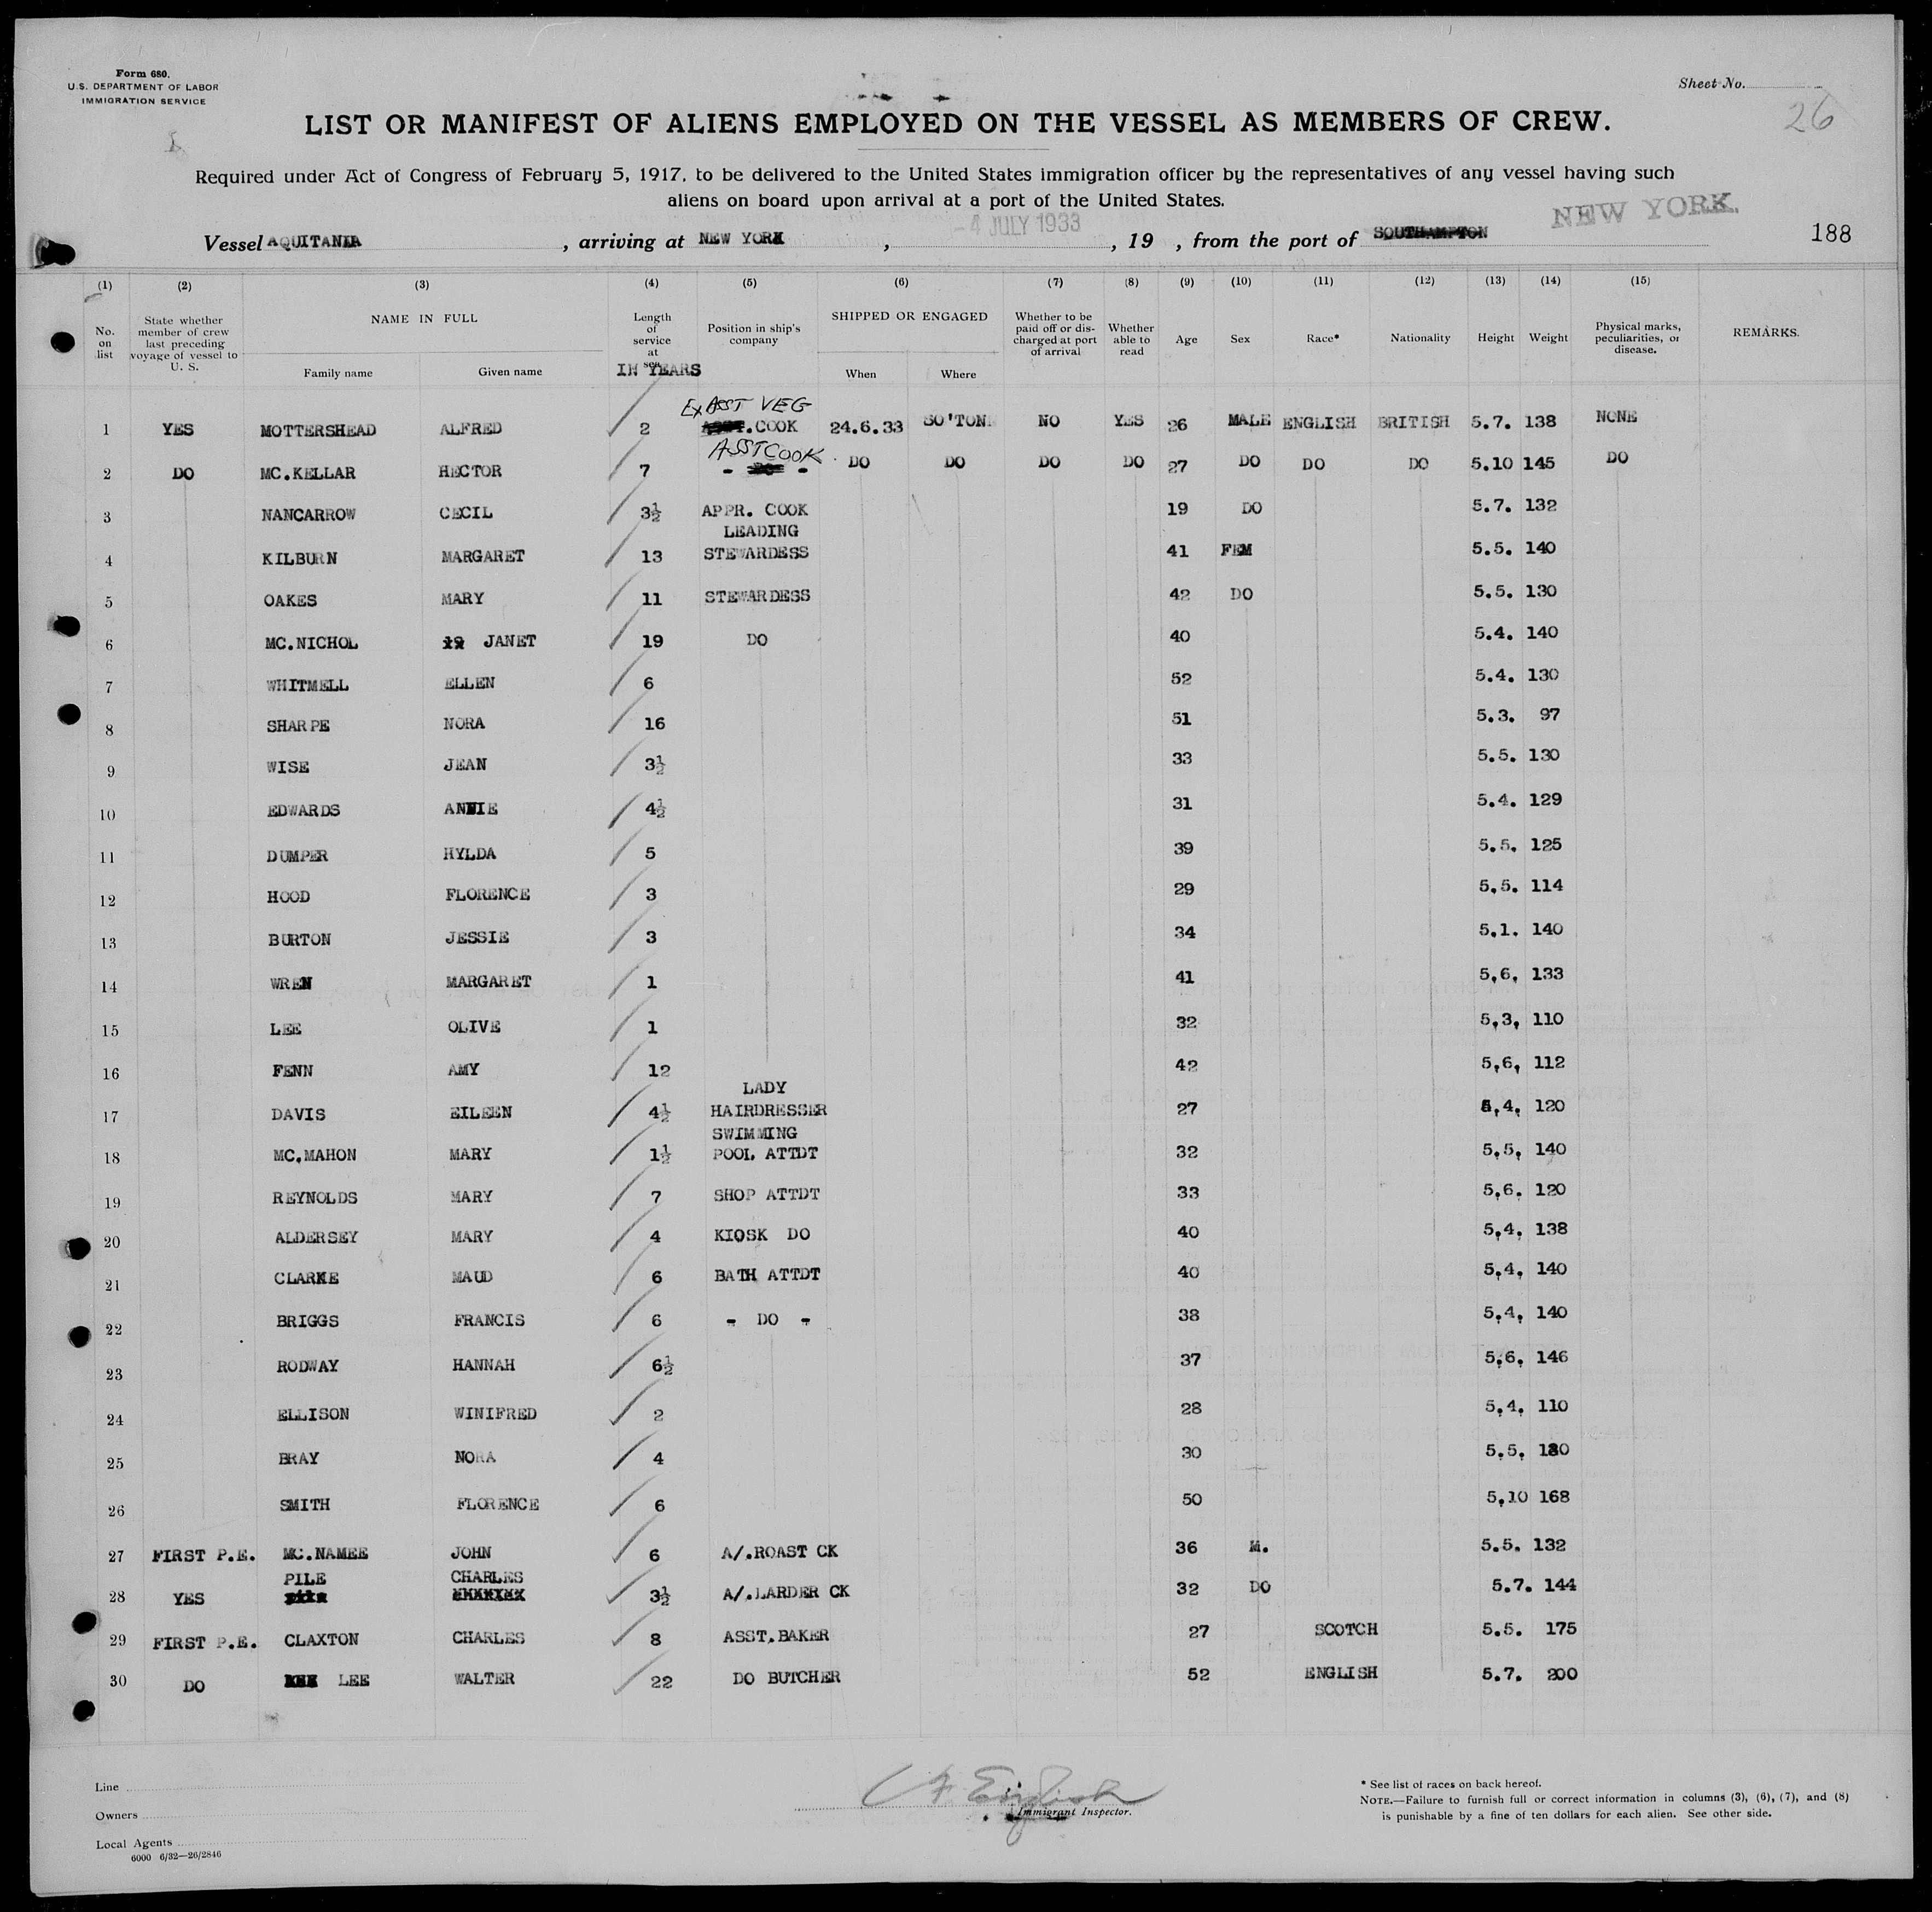 Form 680.
U.S. DEPARTMENT OF LABOR
IMMIGRATION SERVICE
Sheet No.
26
LIST OR MANIFEST OF ALIENS EMPLOYED ON THE VESSEL AS MEMBERS OF CREW.
Required under Act of Congress of February 5, 1917, to be delivered to the United States immigration officer by the representatives of any vessel having such
aliens on board upon arrival at a port of the United States.
NEW YORK.
Vessel AQUITANIA, arriving at NEW YORK, -4 JULY 1933, 19 , from the port of SOUTHAMPTON 188
(1) (2) (3) (4) (5) (6) (7) (8) (9) (10) (11) (12) (13) (14) (15)
No. on list State whether member of crew last preceding voyage of vessel to U. S. NAME IN FULL Family name Given name Length of service at sea IN YEARS Position in ship's company SHIPPED OR ENGAGED When Where Whether to be paid off or discharged at port of arrival Whether able to read Age Sex Race* Nationality Height Weight Physical marks, peculiarities, or disease. REMARKS.
Ex ASST VEG
1 YES MOTTERSHEAD ALFRED 2 ASST.COOK 24.6.33 SO'TON NO YES 26 MALE ENGLISH BRITISH 5.7. 138 NONE
ASST COOK
2 DO MC.KELLAR HECTOR 7 - DO - DO DO DO DO 27 DO DO DO 5.10 145 DO
3 NANCARROW CECIL 3½ APPR. COOK 19 DO 5.7. 132
LEADING
4 KILBURN MARGARET 13 STEWARDESS 41 FEM 5.5. 140
5 OAKES MARY 11 STEWARDESS 42 DO 5.5. 130
6 MC.NICHOL JANET 19 DO 40 5.4. 140
7 WHITMELL ELLEN 6 52 5.4. 130
8 SHARPE NORA 16 51 5.3. 97
9 WISE JEAN 3½ 33 5.5. 130
10 EDWARDS ANNIE 4½ 31 5.4. 129
11 DUMPER HYLDA 5 39 5.5. 125
12 HOOD FLORENCE 3 29 5.5. 114
13 BURTON JESSIE 3 34 5.1. 140
14 WREN MARGARET 1 41 5,6, 133
15 LEE OLIVE 1 32 5,3, 110
16 FENN AMY 12 42 5,6, 112
LADY
17 DAVIS EILEEN 4½ HAIRDRESSER 27 5,4, 120
SWIMMING
18 MC.MAHON MARY 1½ POOL ATTDT 32 5,5, 140
19 REYNOLDS MARY 7 SHOP ATTDT 33 5,6. 120
20 ALDERSEY MARY 4 KIOSK DO 40 5,4, 138
21 CLARKE MAUD 6 BATH ATTDT 40 5,4, 140
22 BRIGGS FRANCIS 6 - DO - 38 5,4, 140
23 RODWAY HANNAH 6½ 37 5,6. 146
24 ELLISON WINIFRED 2 28 5,4. 110
25 BRAY NORA 4 30 5.5,
26 SMITH FLORENCE 6 50 5,10 168
27 FIRST P.E. MC.NAMEE JOHN 6 A/.ROAST CK 36 M. 5.5. 132
PILE CHARLES
28 YES 3½ A/.LARDER CK 32 DO 5.7. 144
29 FIRST P.E. CLAXTON CHARLES 8 ASST.BAKER 27 SCOTCH 5.5. 175
30 DO LEE WALTER 22 DO BUTCHER 52 ENGLISH 5.7. 200
Line
Owners
Local Agents
6000 6/32—26/2846
English
Immigrant Inspector.
* See list of races on back hereof.
NOTE.—Failure to furnish full or correct information in columns (3), (6), (7), and (8)
is punishable by a fine of ten dollars for each alien. See other side.